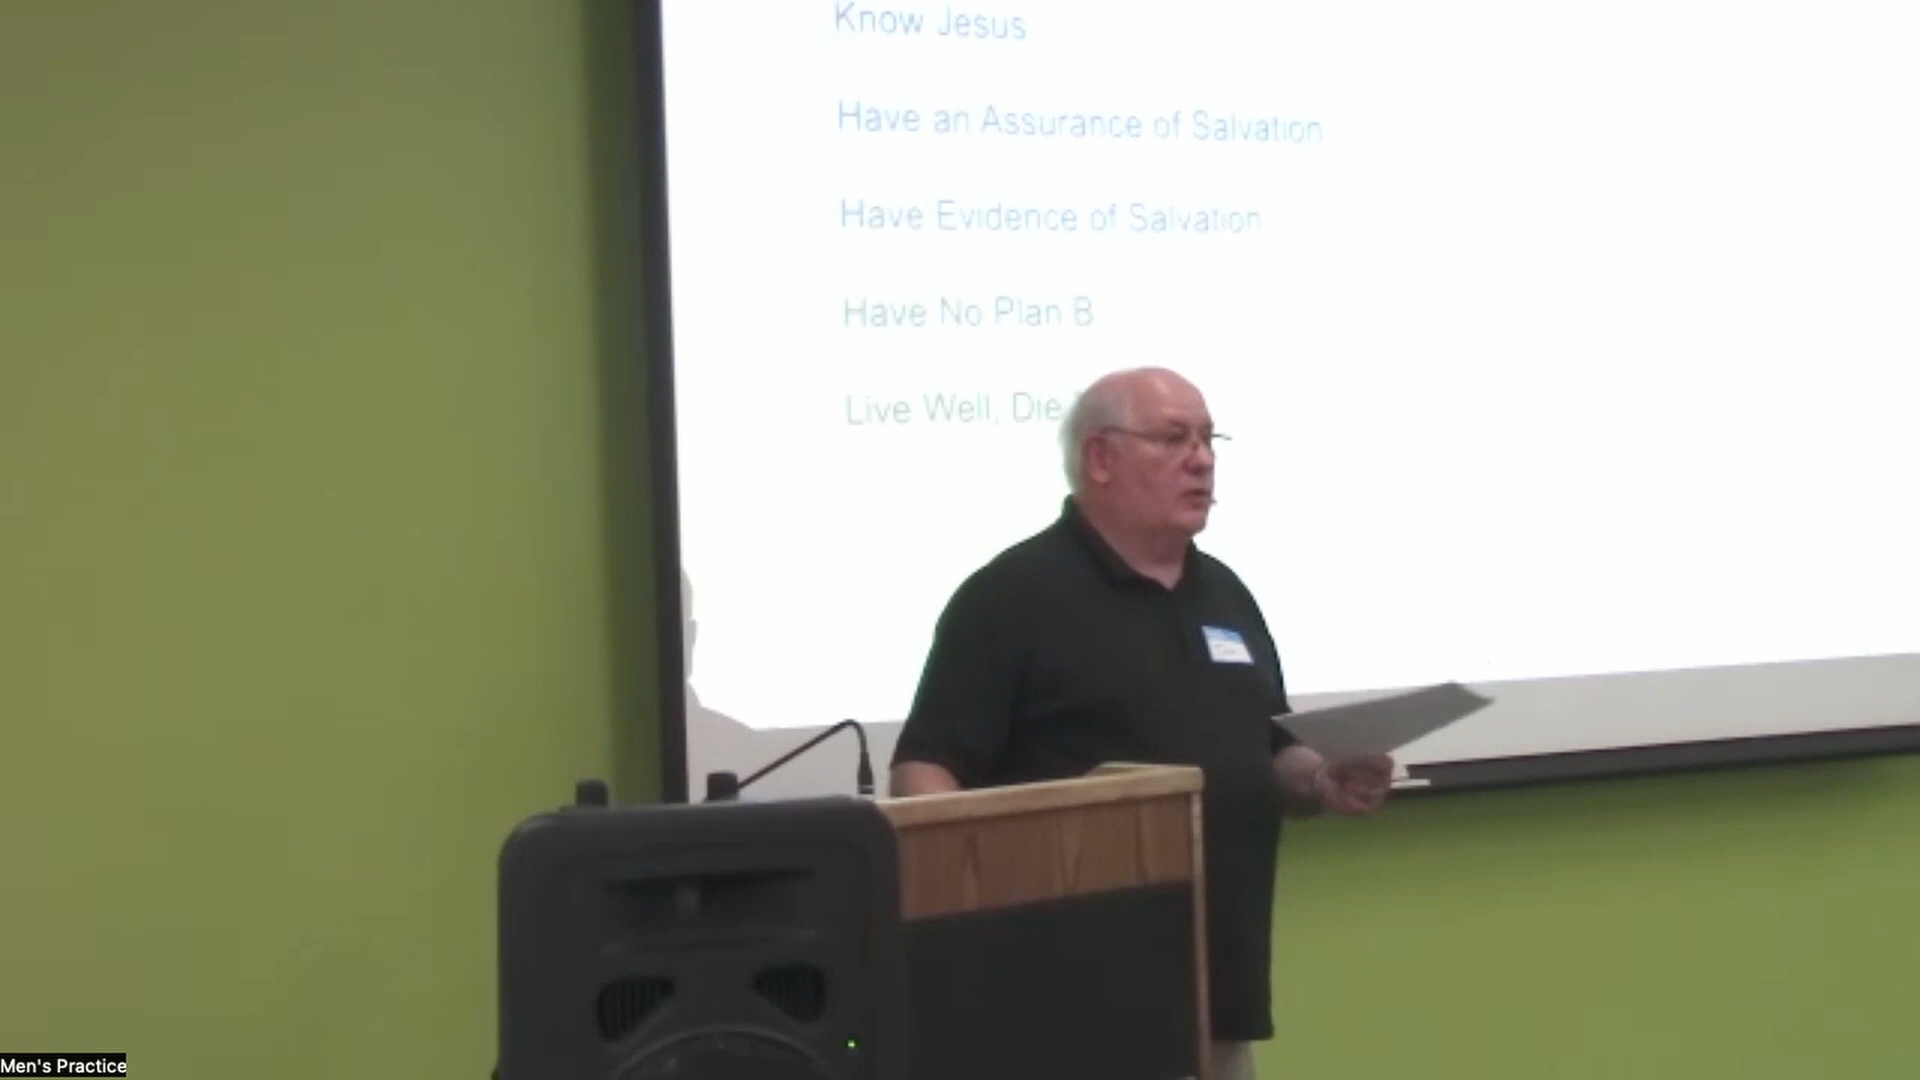 Know Jesus
Have an Assurance of Salvation
Have Evidence of Salvation
Have No Plan B
Live Well, Die
Men's Practice